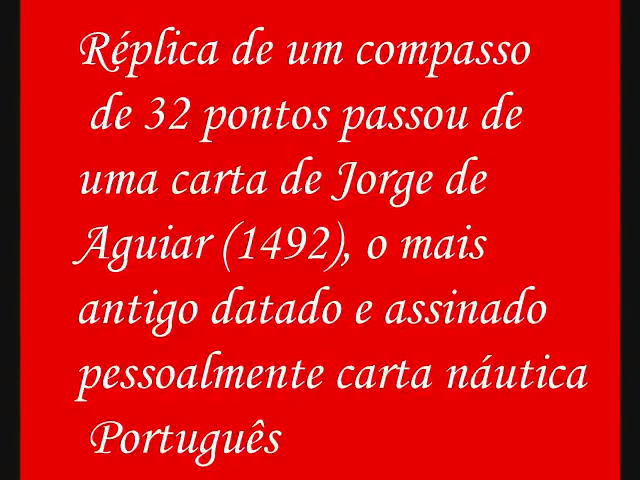 Réplica de um compasso
de 32 pontos passou de
uma carta de Jorge de
Aguiar (1492), o mais
antigo datado e assinado
pessoalmente carta náutica
Português